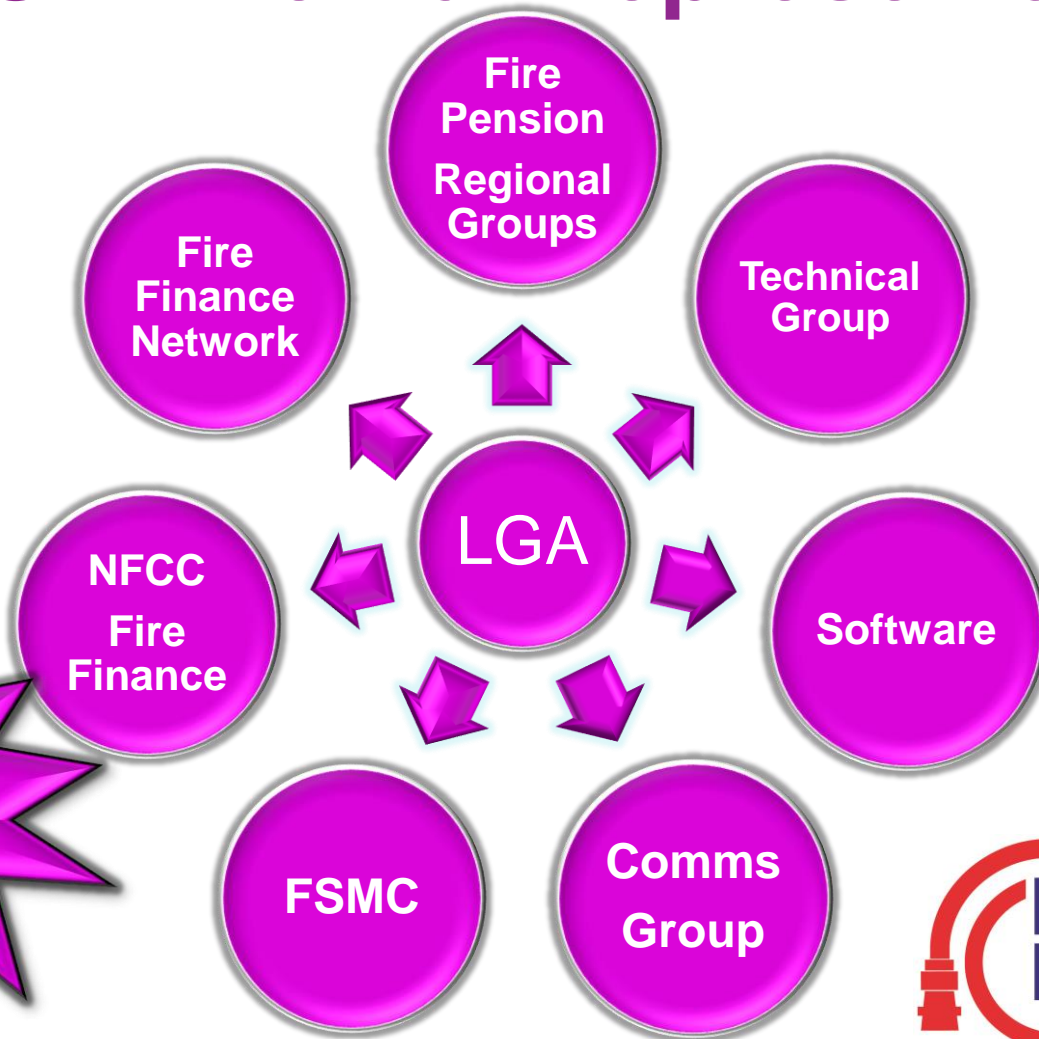 Fire
Pension
Regional
Groups
Technical
Group
Software
Comms
Group
FSMC
NFCC
Fire
Finance
Fire
Finance
Network
LGA